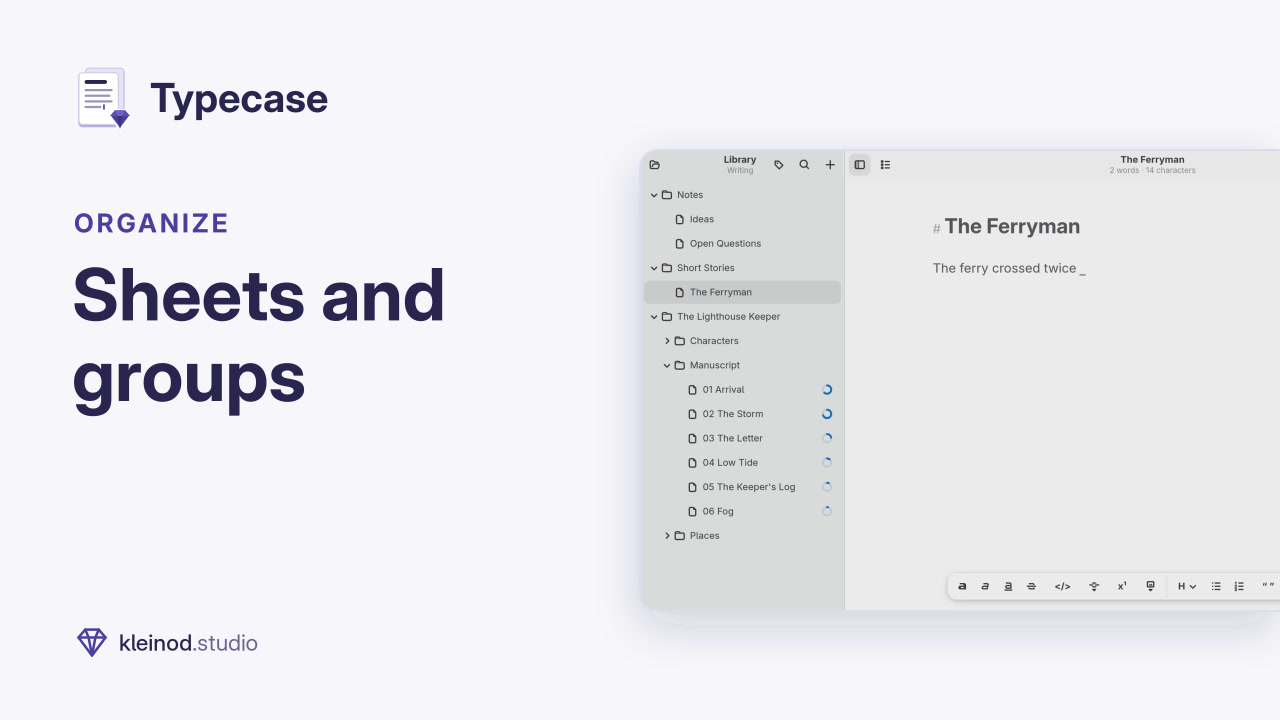 Typecase
ORGANIZE
Sheets and
groups
kleinod.studio
Library
Writing
Notes
Ideas
Open Questions
Short Stories
The Ferryman
The Lighthouse Keeper
Characters
Manuscript
01 Arrival
02 The Storm
03 The Letter
04 Low Tide
05 The Keeper's Log
06 Fog
Places
The Ferryman
2 words · 14 characters
# The Ferryman
The ferry crossed twice _
a a a S </> x¹ H “ ”